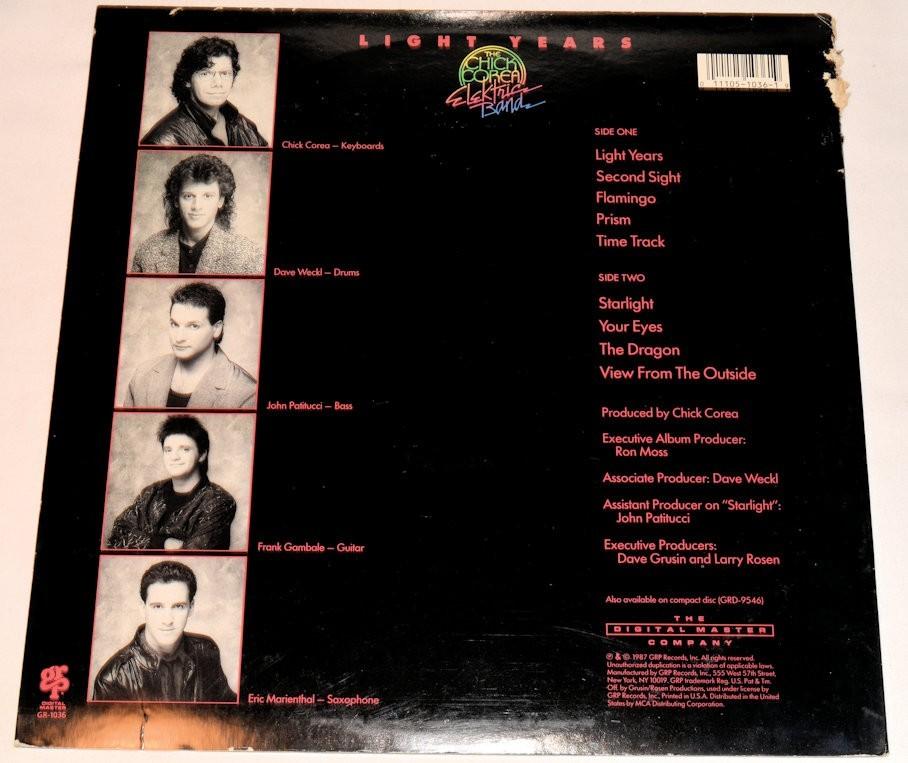 LIGHT YEARS
THE
CHICK
COREA
Elektric
Band
0 11105-1036-1 9
Chick Corea – Keyboards
Dave Weckl – Drums
John Patitucci – Bass
Frank Gambale – Guitar
Eric Marienthal – Saxophone
SIDE ONE
Light Years
Second Sight
Flamingo
Prism
Time Track
SIDE TWO
Starlight
Your Eyes
The Dragon
View From The Outside
Produced by Chick Corea
Executive Album Producer:
Ron Moss
Associate Producer: Dave Weckl
Assistant Producer on "Starlight":
John Patitucci
Executive Producers:
Dave Grusin and Larry Rosen
Also available on compact disc (GRD-9546)
THE
DIGITAL MASTER
COMPANY
℗ & © 1987 GRP Records, Inc. All rights reserved.
Unauthorized duplication is a violation of applicable laws.
Manufactured by GRP Records, Inc., 555 West 57th Street,
New York, NY 10019. GRP trademark Reg. U.S. Pat & Tm.
Off. by Grusin/Rosen Productions, used under license by
GRP Records, Inc., Printed in U.S.A. Distributed in the United
States by MCA Distributing Corporation.
grp
DIGITAL
MASTER
GR-1036